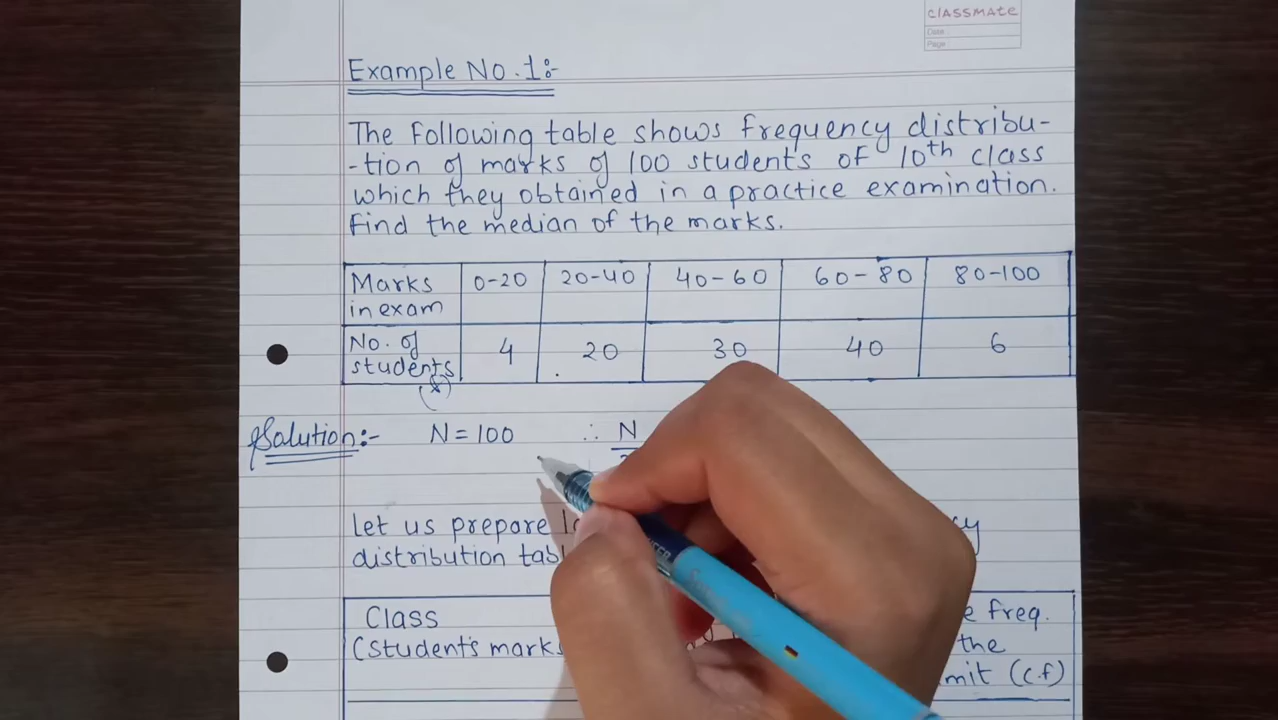 CLASSMATE
Date
Page
Example No. 1:-
The following table shows frequency distribu-
-tion of marks of 100 students of 10th class
which they obtained in a practice examination.
Find the median of the marks.
Marks in exam 0-20 20-40 40-60 60-80 80-100
No. of students 4 20 30 40 6
Solution:- N = 100 ∴ N
Let us prepare
distribution
Class freq.
(Student's marks the
(c.f)